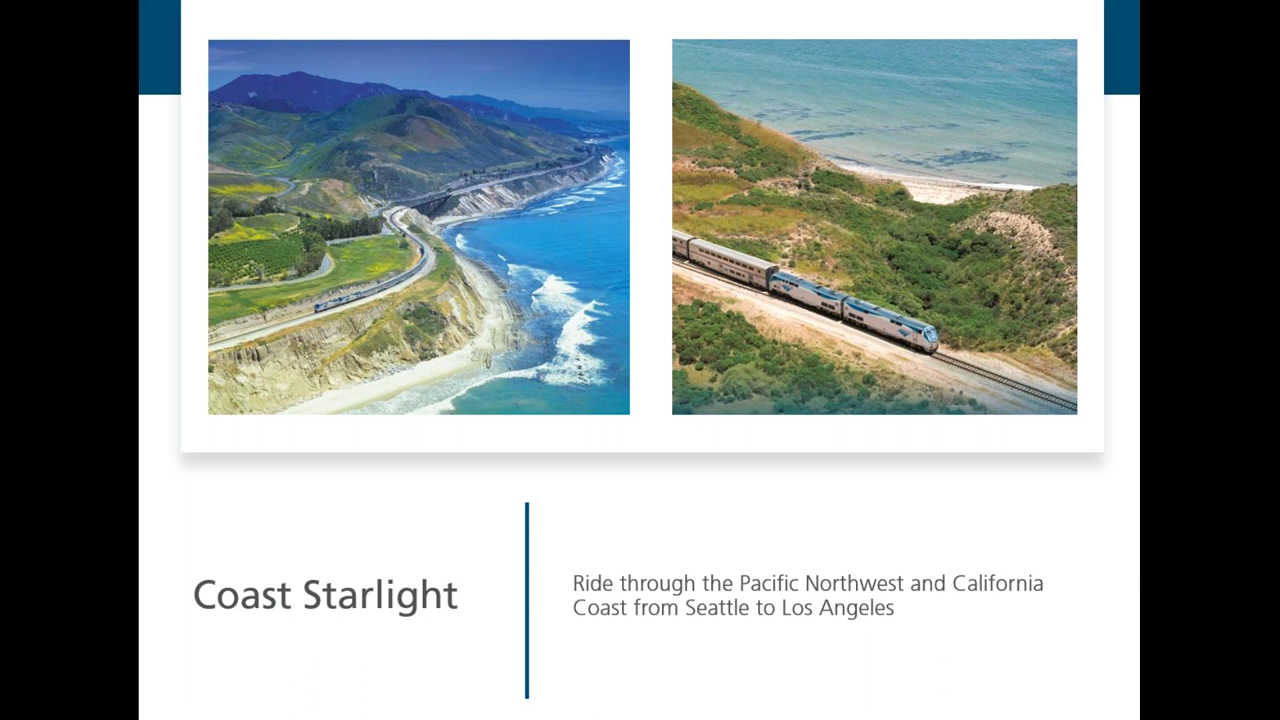 Coast Starlight
Ride through the Pacific Northwest and California
Coast from Seattle to Los Angeles